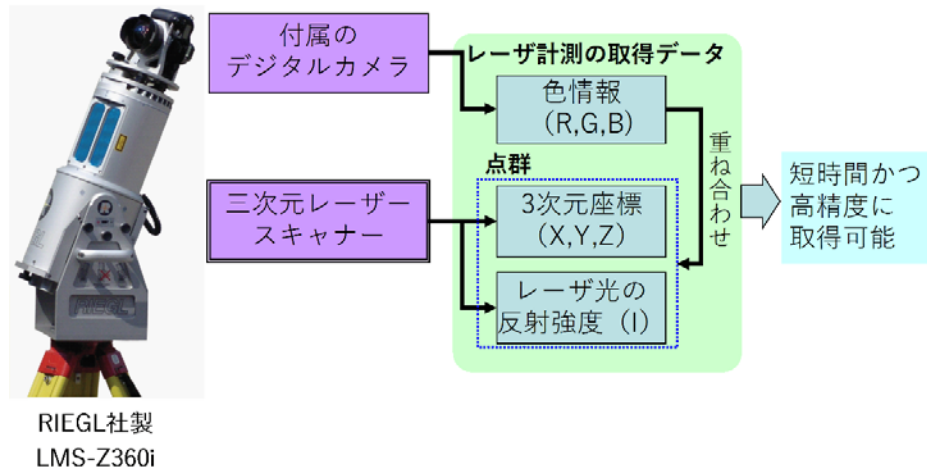 付属の
デジタルカメラ
レーザ計測の取得データ
色情報
(R,G,B)
重ね合わせ
点群
三次元レーザー
スキャナー
3次元座標
(X,Y,Z)
短時間かつ
高精度に
取得可能
レーザ光の
反射強度（I）
RIEGL
RIEGL社製
LMS-Z360i